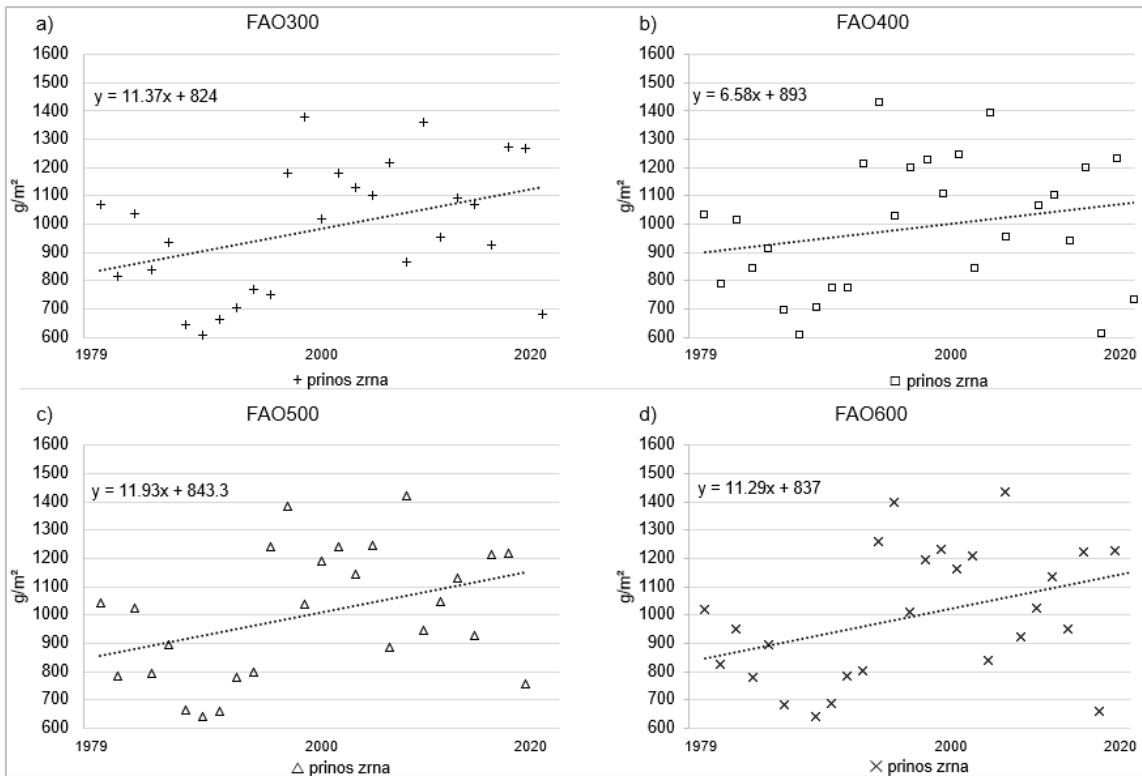 a) FAO300
1600
1500
1400
1300
1200
1100
1000
900
800
700
600
g/m²
y = 11.37x + 824
1979 2000 2020
prinos zrna
b) FAO400
1600
1500
1400
1300
1200
1100
1000
900
800
700
600
g/m²
y = 6.58x + 893
1979 2000 2020
prinos zrna
c) FAO500
1600
1500
1400
1300
1200
1100
1000
900
800
700
600
g/m²
y = 11.93x + 843.3
1979 2000 2020
prinos zrna
d) FAO600
1600
1500
1400
1300
1200
1100
1000
900
800
700
600
g/m²
y = 11.29x + 837
1979 2000 2020
prinos zrna